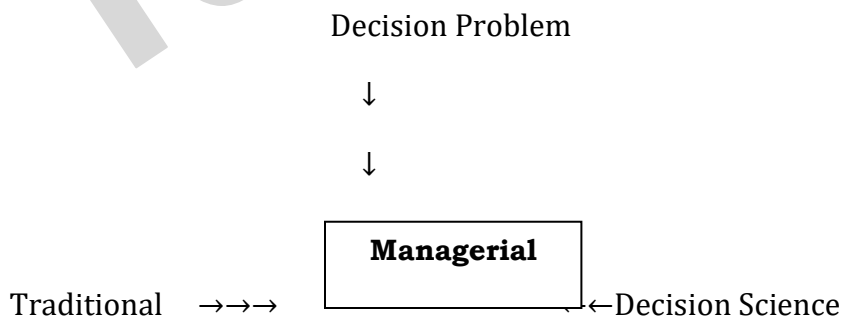 Decision Problem
↓
↓
Managerial
Traditional →→→ ←Decision Science